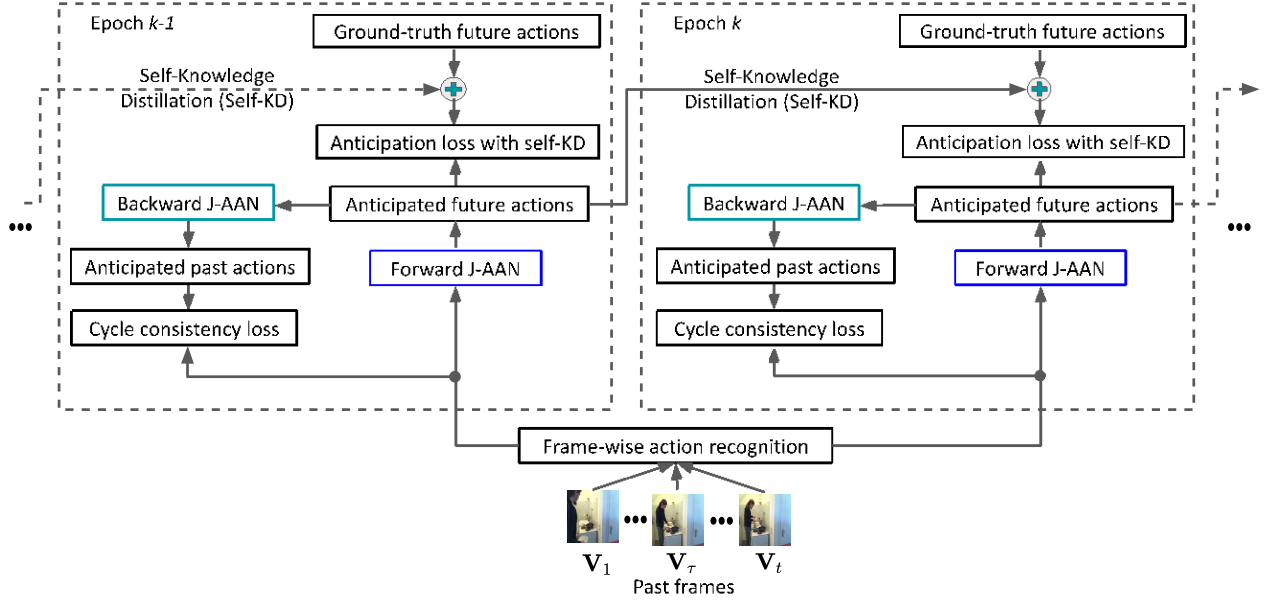 Epoch k-1
Ground-truth future actions
Self-Knowledge
Distillation (Self-KD)
Anticipation loss with self-KD
Backward J-AAN
Anticipated future actions
Anticipated past actions
Forward J-AAN
Cycle consistency loss
•••
Epoch k
Ground-truth future actions
Self-Knowledge
Distillation (Self-KD)
Anticipation loss with self-KD
Backward J-AAN
Anticipated future actions
Anticipated past actions
Forward J-AAN
Cycle consistency loss
•••
Frame-wise action recognition
••• •••
V₁ V_τ V_t
Past frames